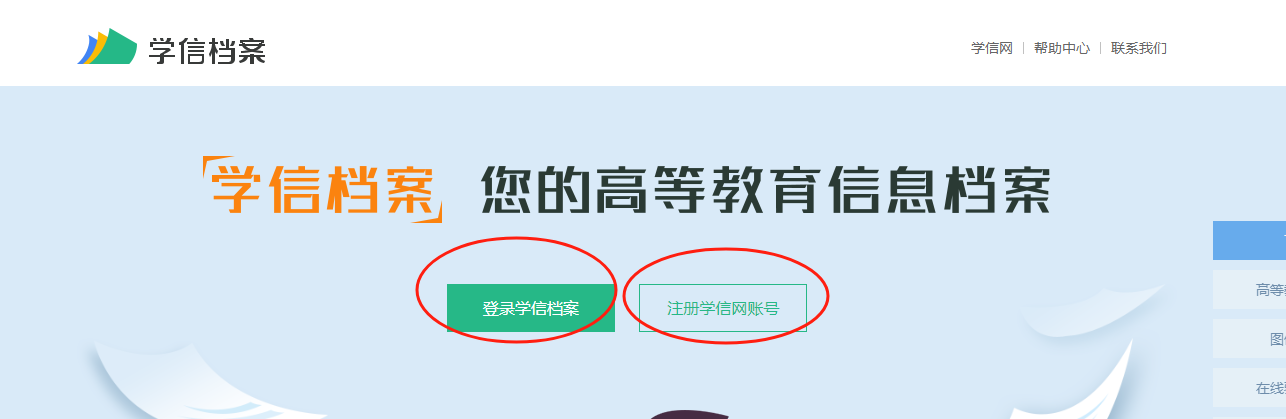 学信档案
学信网 | 帮助中心 | 联系我们
学信档案 您的高等教育信息档案
登录学信档案 注册学信网账号
高等
图
在线